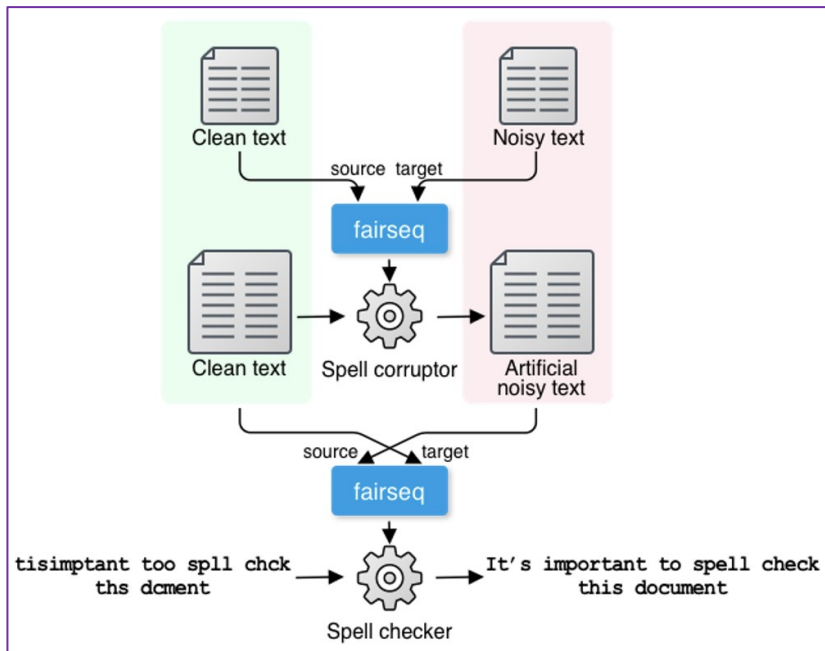 Clean text
Noisy text
source target
fairseq
Clean text
Spell corruptor
Artificial
noisy text
source
target
fairseq
tisimptant too spll chck
ths dcment
It's important to spell check
this document
Spell checker